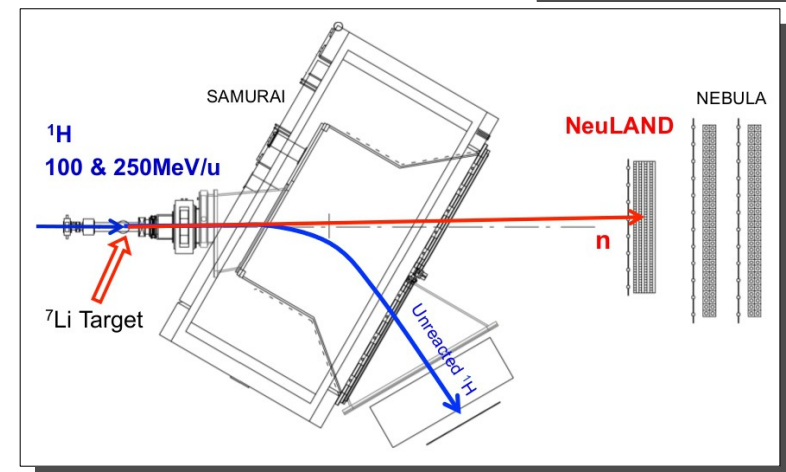 SAMURAI
NEBULA
¹H
100 & 250MeV/u
NeuLAND
n
⁷Li Target
Unreacted ¹H